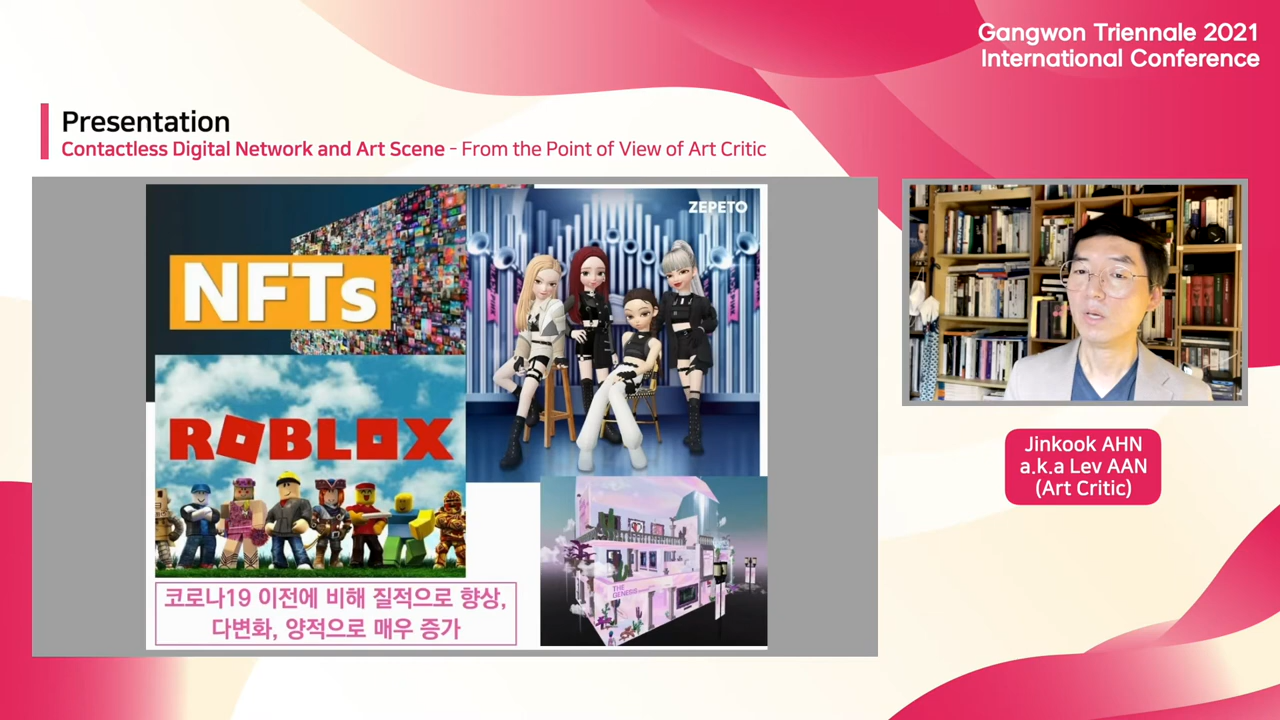 Gangwon Triennale 2021
International Conference
Presentation
Contactless Digital Network and Art Scene - From the Point of View of Art Critic
NFTs
ZEPETO
ROBLOX
THE
GENESIS
코로나19 이전에 비해 질적으로 향상,
다변화, 양적으로 매우 증가
Jinkook AHN
a.k.a Lev AAN
(Art Critic)